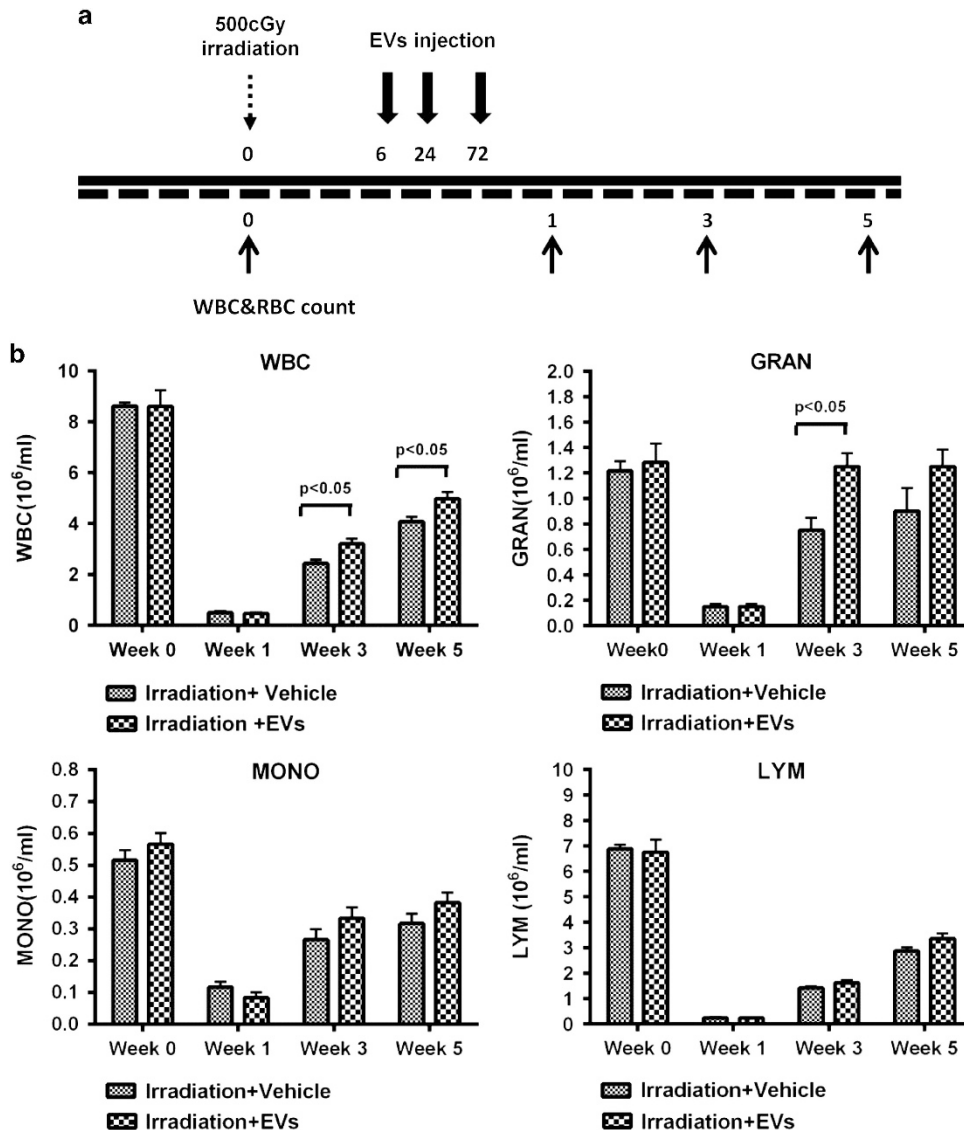 a
500cGy
irradiation
EVs injection
0 6 24 72
0 1 3 5
WBC&RBC count
b
WBC
WBC(10⁶/ml)
10
8
6
4
2
0
p<0.05
p<0.05
Week 0 Week 1 Week 3 Week 5
Irradiation+ Vehicle
Irradiation +EVs
GRAN
GRAN(10⁶/ml)
2.0
1.8
1.6
1.4
1.2
1.0
0.8
0.6
0.4
0.2
0.0
p<0.05
Week0 Week 1 Week 3 Week 5
Irradiation+Vehicle
Irradiation+EVs
MONO
MONO(10⁶/ml)
0.8
0.7
0.6
0.5
0.4
0.3
0.2
0.1
0.0
Week 0 Week 1 Week 3 Week 5
Irradiation+Vehicle
Irradiation+EVs
LYM
LYM (10⁶/ml)
10
9
8
7
6
5
4
3
2
1
0
Week 0 Week 1 Week 3 Week 5
Irradiation+Vehicle
Irradiation+EVs